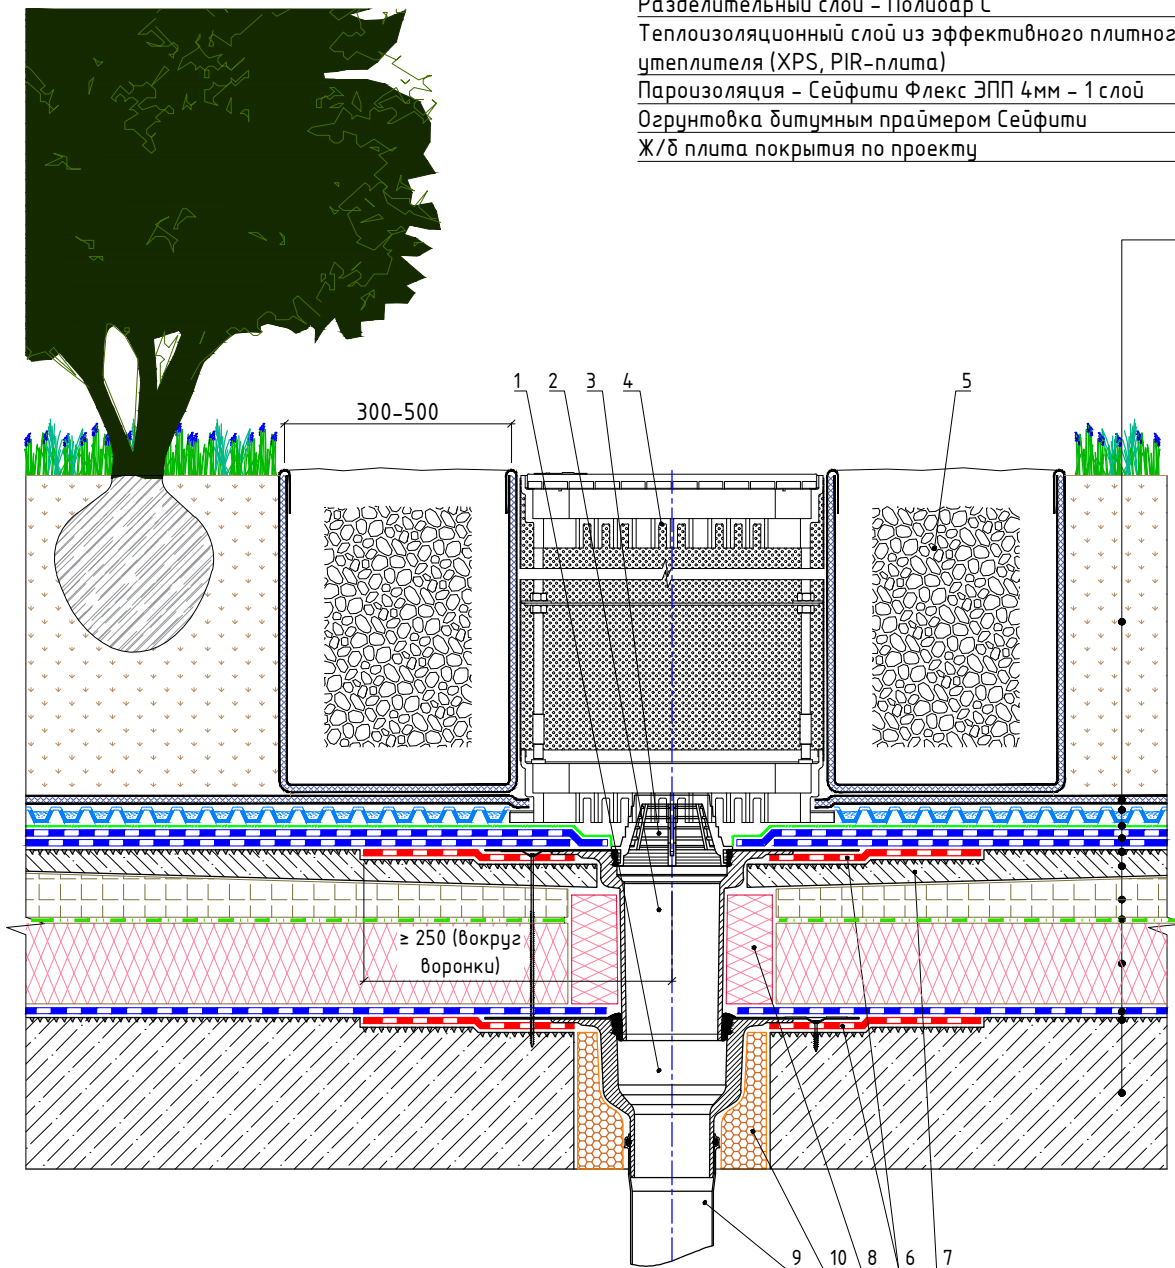 Разделительный слой – Полибар С
Теплоизоляционный слой из эффективного плитног
утеплителя (XPS, PIR-плита)
Пароизоляция – Сейфити Флекс ЭПП 4мм – 1 слой
Огрунтовка битумным праймером Сейфити
Ж/б плита покрытия по проекту
1 2 3 4 5
300-500
≥ 250 (вокруг
воронки)
9 10 8 6 7